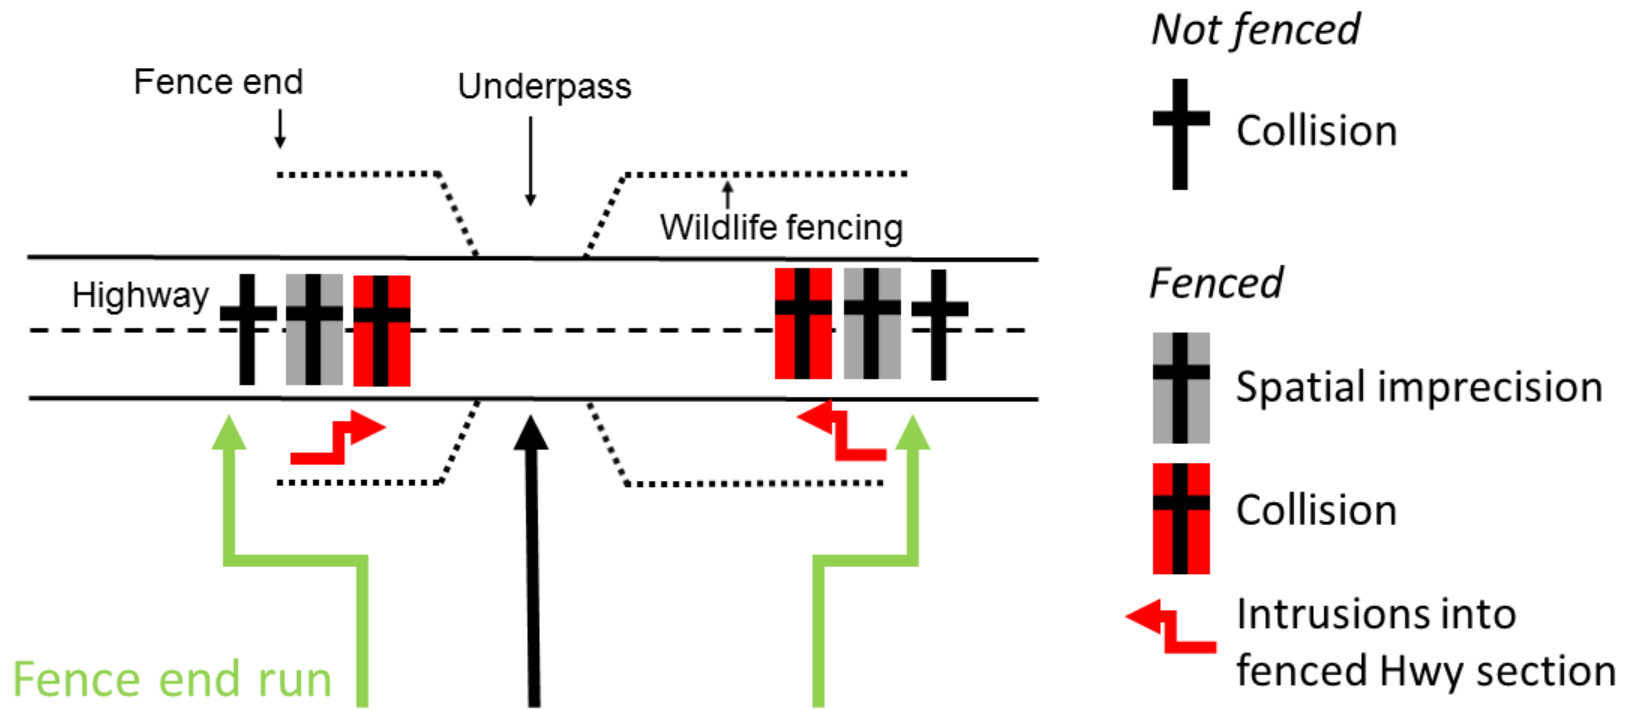 Fence end
Underpass
Wildlife fencing
Highway
Fence end run
Not fenced
Collision
Fenced
Spatial imprecision
Collision
Intrusions into
fenced Hwy section